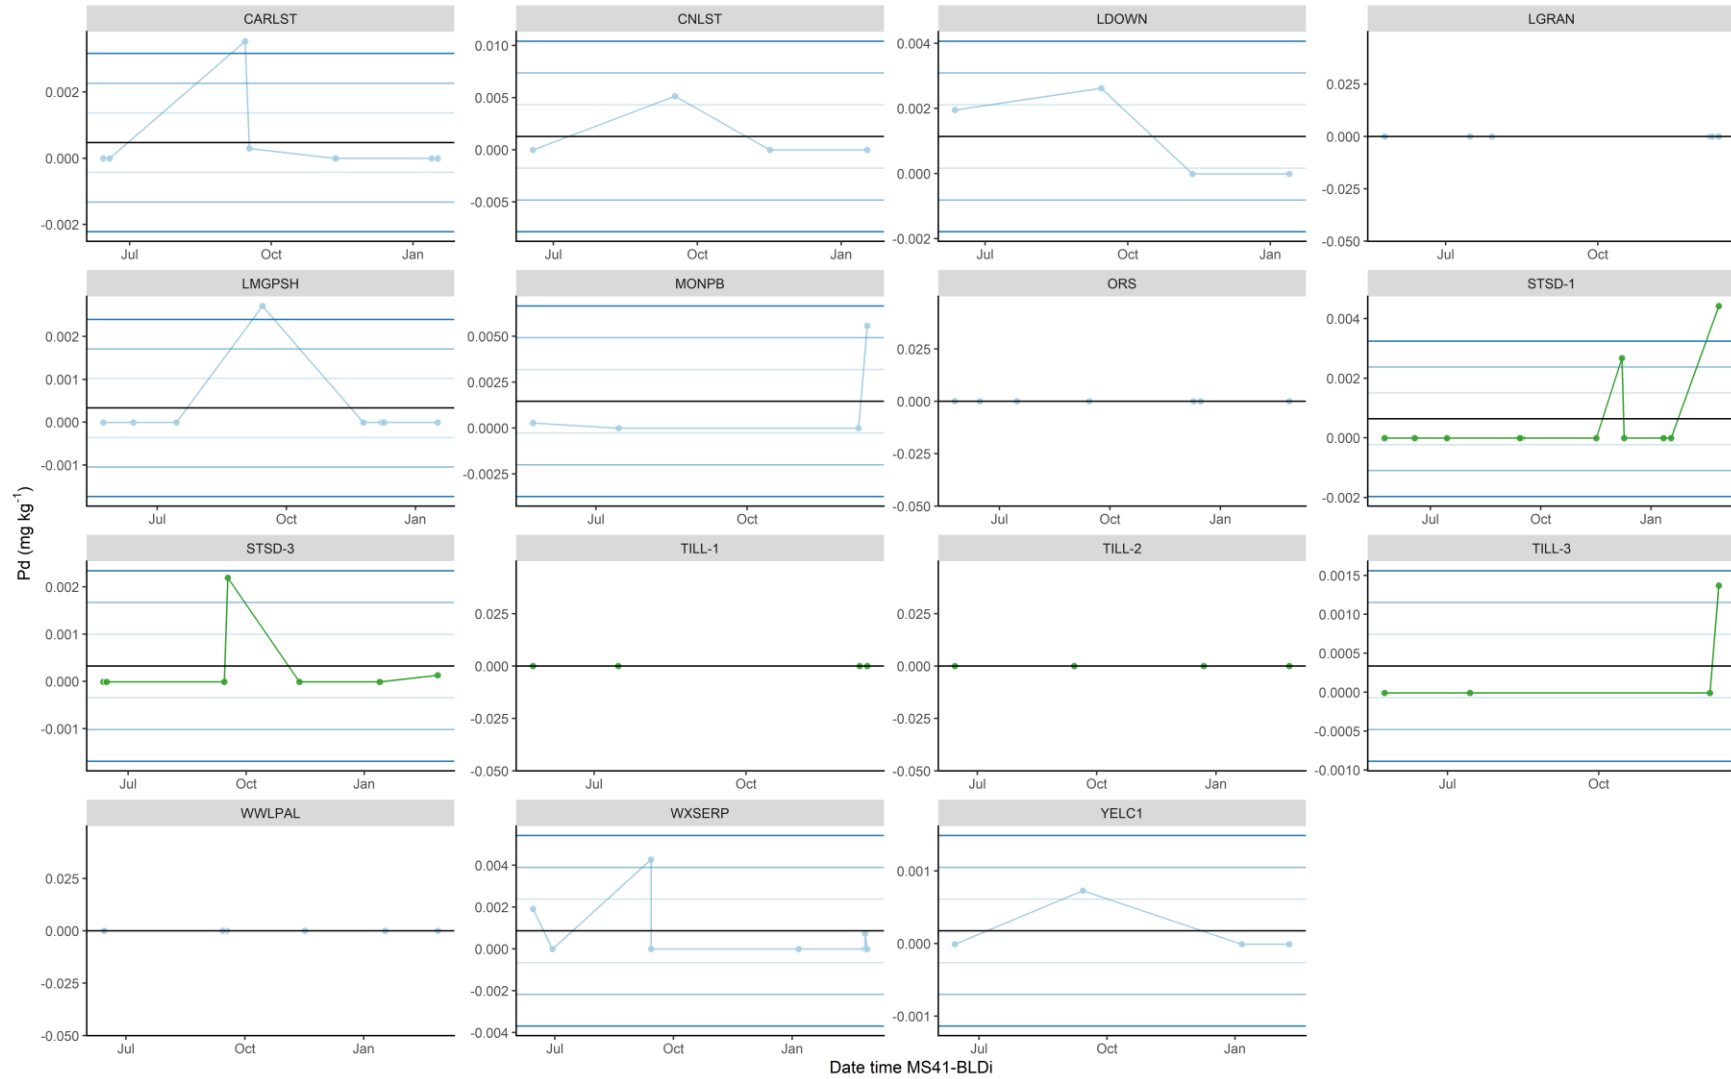 CARLST CNLST LDOWN LGRAN
0.002
0.000
-0.002
Jul Oct Jan
0.010
0.005
0.000
-0.005
Jul Oct Jan
0.004
0.002
0.000
-0.002
Jul Oct Jan
0.025
0.000
-0.025
-0.050
Jul Oct
LMGPSH MONPB ORS STSD-1
0.002
0.001
0.000
-0.001
Jul Oct Jan
0.0050
0.0025
0.0000
-0.0025
Jul Oct
0.025
0.000
-0.025
-0.050
Jul Oct Jan
0.004
0.002
0.000
-0.002
Jul Oct Jan
Pd (mg kg⁻¹)
STSD-3 TILL-1 TILL-2 TILL-3
0.002
0.001
0.000
-0.001
Jul Oct Jan
0.025
0.000
-0.025
-0.050
Jul Oct
0.025
0.000
-0.025
-0.050
Jul Oct Jan
0.0015
0.0010
0.0005
0.0000
-0.0005
-0.0010
Jul Oct
WWLPAL WXSERP YELC1
0.025
0.000
-0.025
-0.050
Jul Oct Jan
0.004
0.002
0.000
-0.002
-0.004
Jul Oct Jan
0.001
0.000
-0.001
Jul Oct Jan
Date time MS41-BLDi